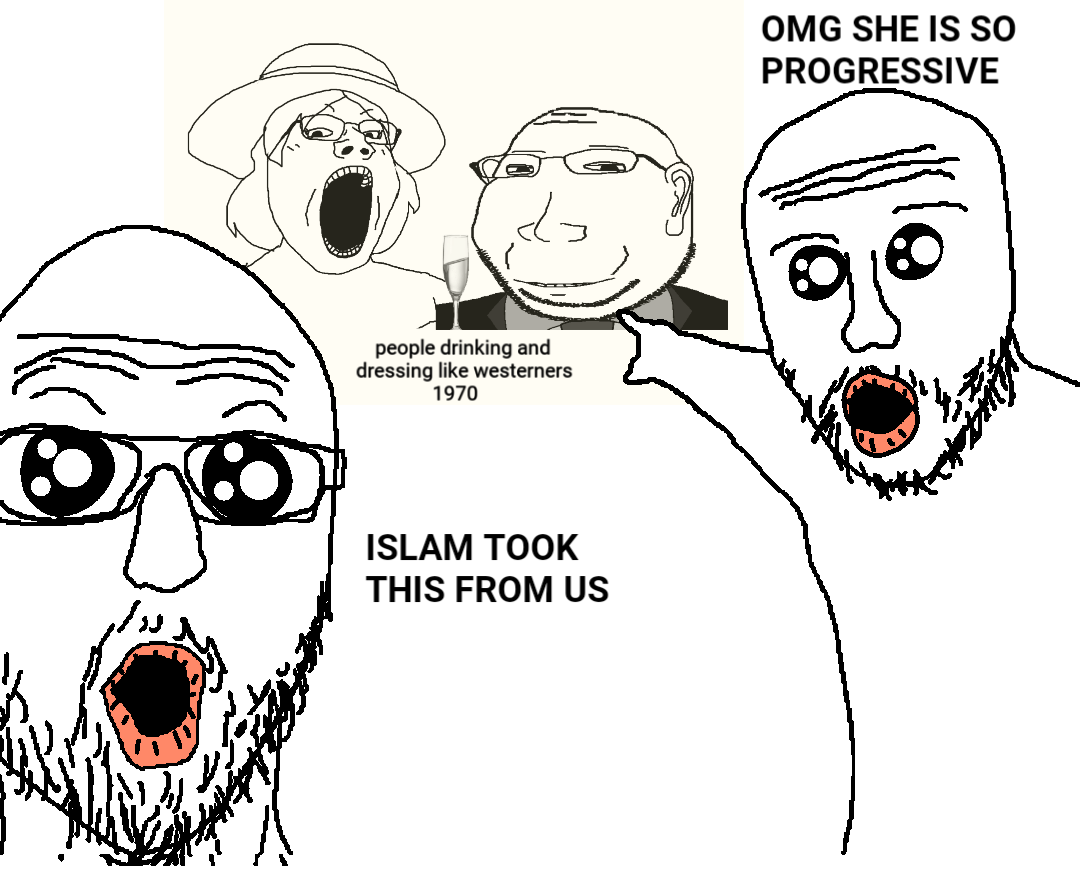 OMG SHE IS SO
PROGRESSIVE
people drinking and
dressing like westerners
1970
ISLAM TOOK
THIS FROM US